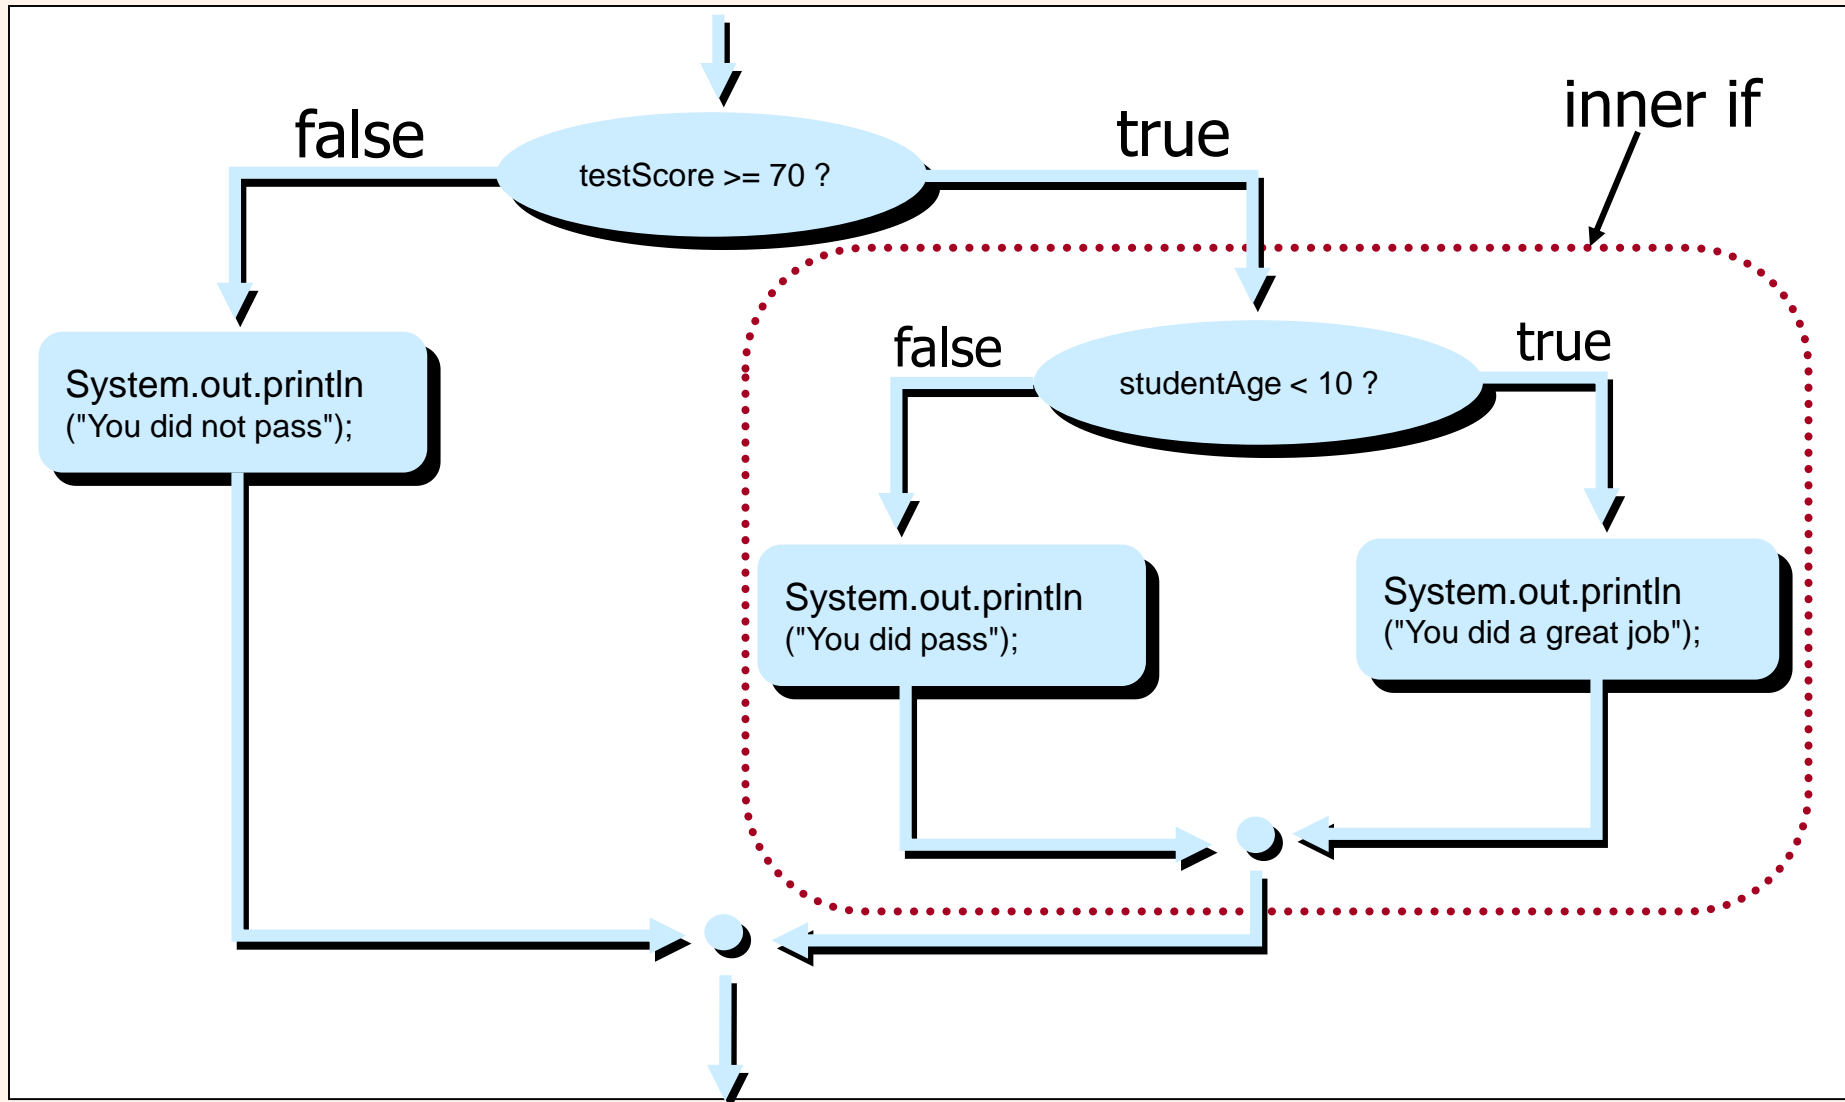 inner if
false
true
testScore >= 70 ?
false
true
studentAge < 10 ?
System.out.println
("You did not pass");
System.out.println
("You did pass");
System.out.println
("You did a great job");